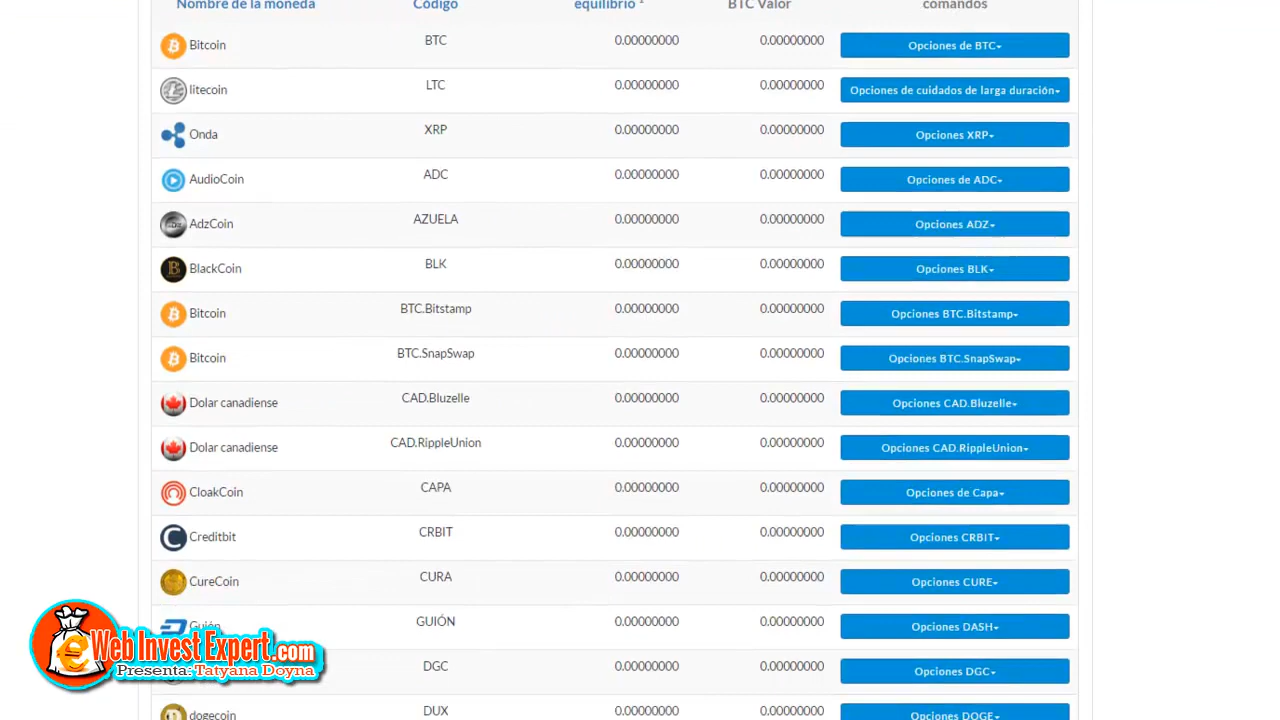 Nombre de la moneda Código equilibrio ² BTC Valor comandos
Bitcoin BTC 0.00000000 0.00000000 Opciones de BTC
litecoin LTC 0.00000000 0.00000000 Opciones de cuidados de larga duración
Onda XRP 0.00000000 0.00000000 Opciones XRP
AudioCoin ADC 0.00000000 0.00000000 Opciones de ADC
AdzCoin AZUELA 0.00000000 0.00000000 Opciones ADZ
BlackCoin BLK 0.00000000 0.00000000 Opciones BLK
Bitcoin BTC.Bitstamp 0.00000000 0.00000000 Opciones BTC.Bitstamp
Bitcoin BTC.SnapSwap 0.00000000 0.00000000 Opciones BTC.SnapSwap
Dolar canadiense CAD.Bluzelle 0.00000000 0.00000000 Opciones CAD.Bluzelle
Dolar canadiense CAD.RippleUnion 0.00000000 0.00000000 Opciones CAD.RippleUnion
CloakCoin CAPA 0.00000000 0.00000000 Opciones de Capa
Creditbit CRBIT 0.00000000 0.00000000 Opciones CRBIT
CureCoin CURA 0.00000000 0.00000000 Opciones CURE
Guión GUIÓN 0.00000000 0.00000000 Opciones DASH
DGC 0.00000000 0.00000000 Opciones DGC
dogecoin DUX 0.00000000 0.00000000 Opciones DOGE
eWeb Invest Expert.com
Presenta: Tatyana Doyna